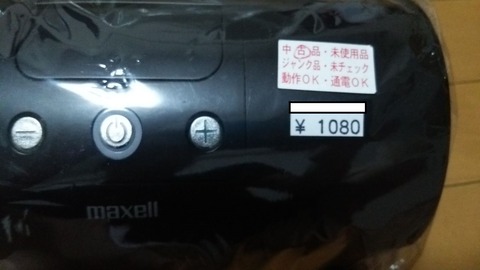 中古品・未使用品
ジャンク品・未チェック
動作OK・通電OK
¥ 1080
maxell